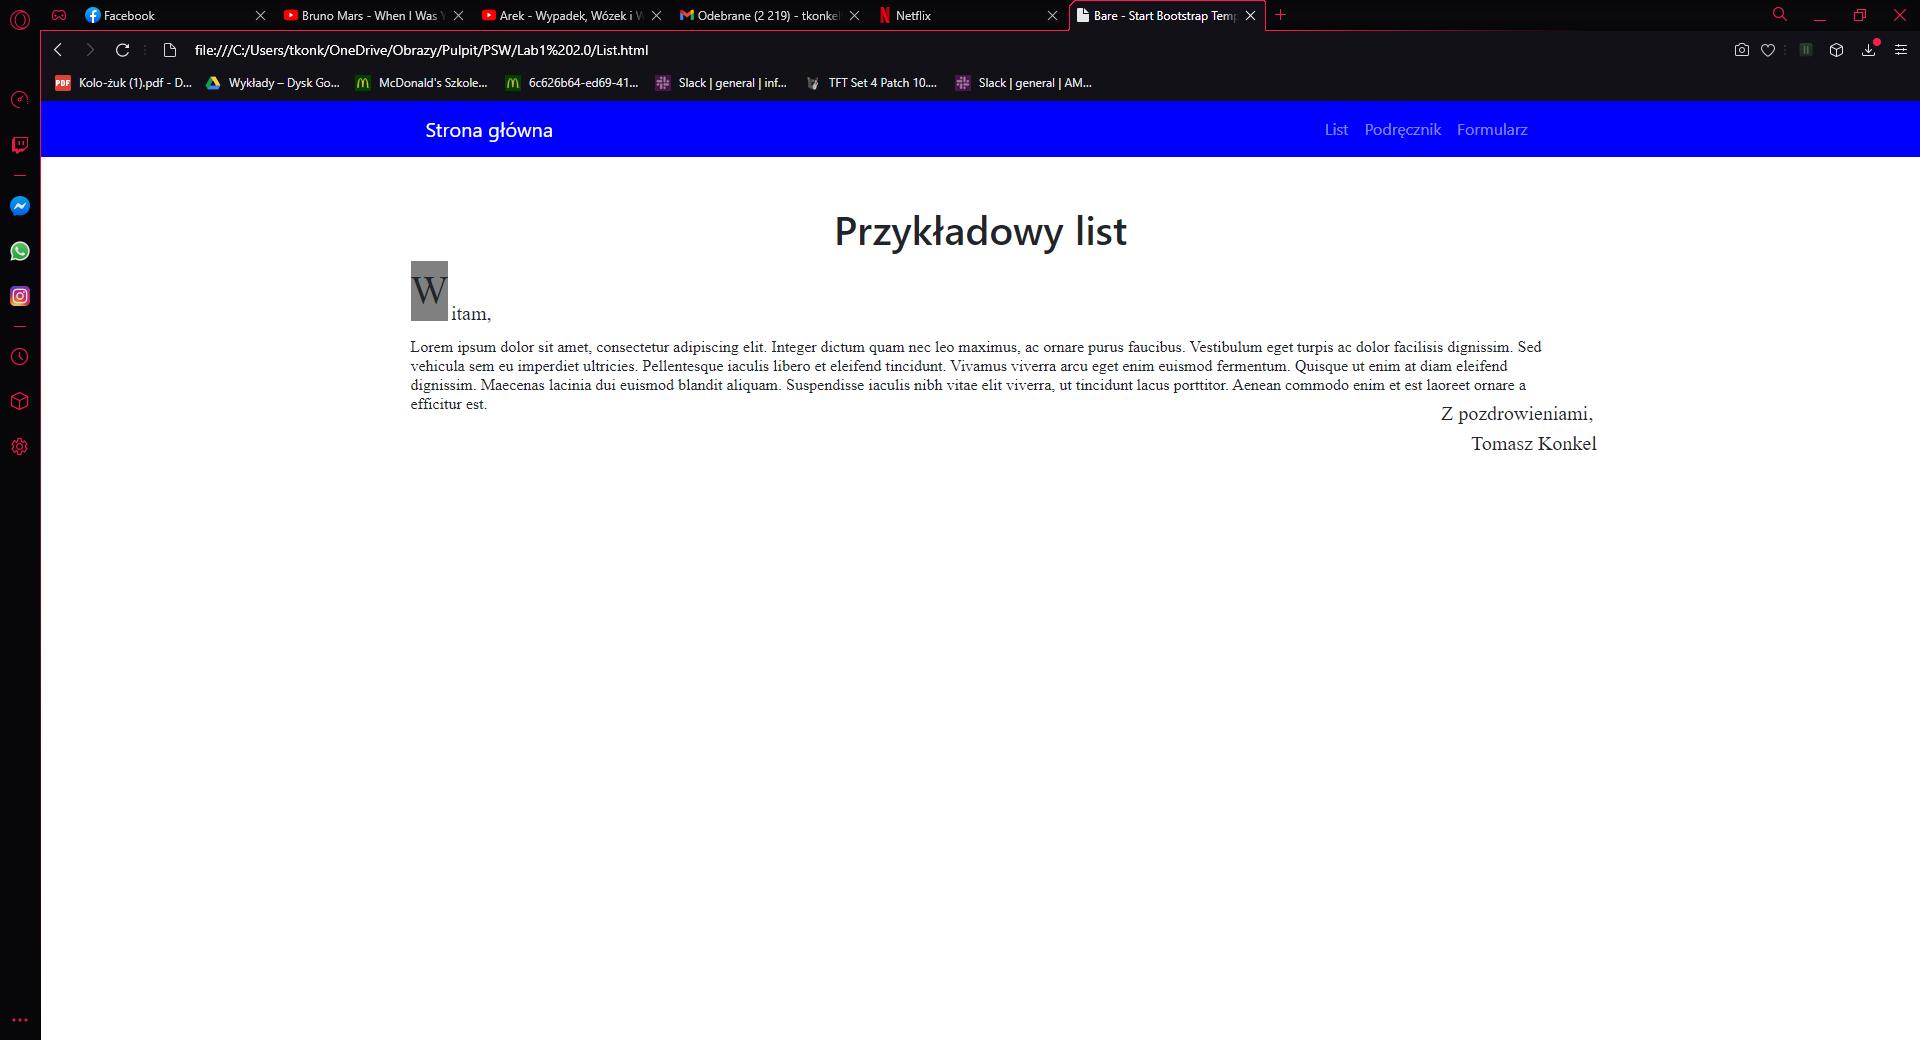 Facebook
Bruno Mars - When I Was Y
Arek - Wypadek, Wózek i W
Odebrane (2 219) - tkonkel
Netflix
Bare - Start Bootstrap Temp
file:///C:/Users/tkonk/OneDrive/Obrazy/Pulpit/PSW/Lab1%202.0/List.html
PDF Kolo-żuk (1).pdf - D...
Wykłady – Dysk Go...
McDonald's Szkole...
6c626b64-ed69-41...
Slack | general | inf...
TFT Set 4 Patch 10....
Slack | general | AM...
Strona główna
List Podręcznik Formularz
Przykładowy list
W itam,
Lorem ipsum dolor sit amet, consectetur adipiscing elit. Integer dictum quam nec leo maximus, ac ornare purus faucibus. Vestibulum eget turpis ac dolor facilisis dignissim. Sed
vehicula sem eu imperdiet ultricies. Pellentesque iaculis libero et eleifend tincidunt. Vivamus viverra arcu eget enim euismod fermentum. Quisque ut enim at diam eleifend
dignissim. Maecenas lacinia dui euismod blandit aliquam. Suspendisse iaculis nibh vitae elit viverra, ut tincidunt lacus porttitor. Aenean commodo enim et est laoreet ornare a
efficitur est.
Z pozdrowieniami,
Tomasz Konkel